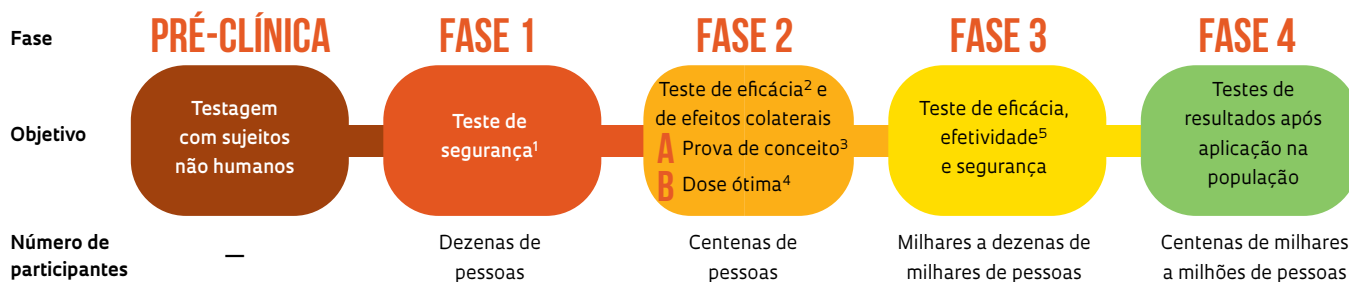 Fase
PRÉ-CLÍNICA
FASE 1
FASE 2
FASE 3
FASE 4
Objetivo
Testagem
com sujeitos
não humanos
Teste de
segurança¹
Teste de eficácia² e
de efeitos colaterais
A Prova de conceito³
B Dose ótima⁴
Teste de eficácia,
efetividade⁵
e segurança
Testes de
resultados após
aplicação na
população
Número de
participantes
—
Dezenas de
pessoas
Centenas de
pessoas
Milhares a dezenas de
milhares de pessoas
Centenas de milhares
a milhões de pessoas